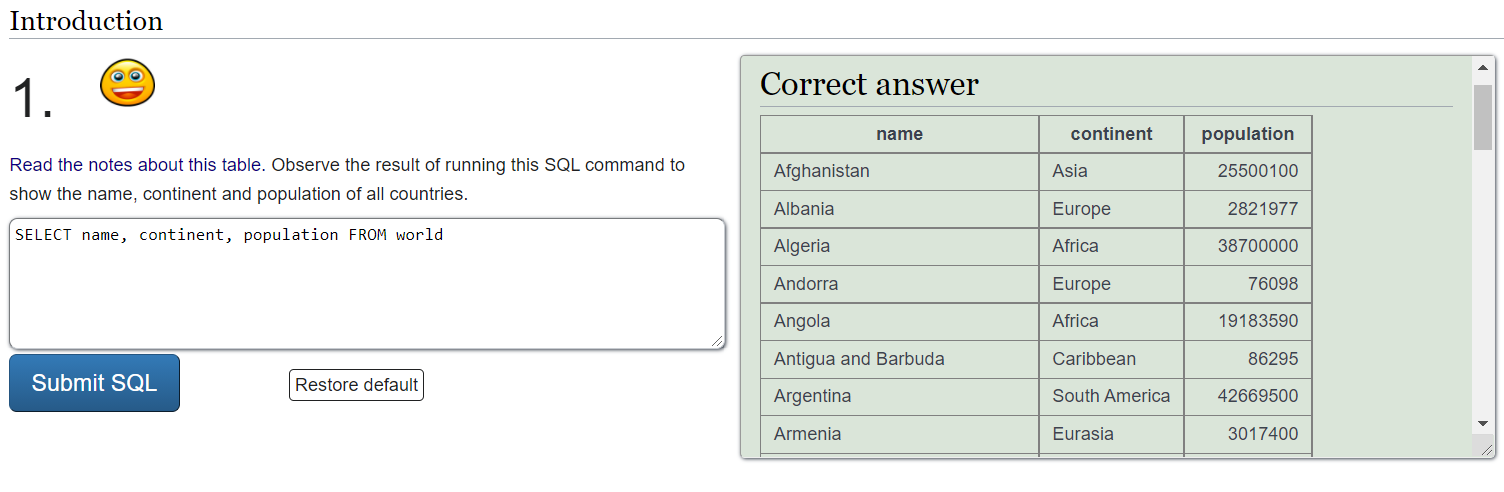 Introduction
1.
Read the notes about this table. Observe the result of running this SQL command to
show the name, continent and population of all countries.
SELECT name, continent, population FROM world
Submit SQL
Restore default
Correct answer
name continent population
Afghanistan Asia 25500100
Albania Europe 2821977
Algeria Africa 38700000
Andorra Europe 76098
Angola Africa 19183590
Antigua and Barbuda Caribbean 86295
Argentina South America 42669500
Armenia Eurasia 3017400